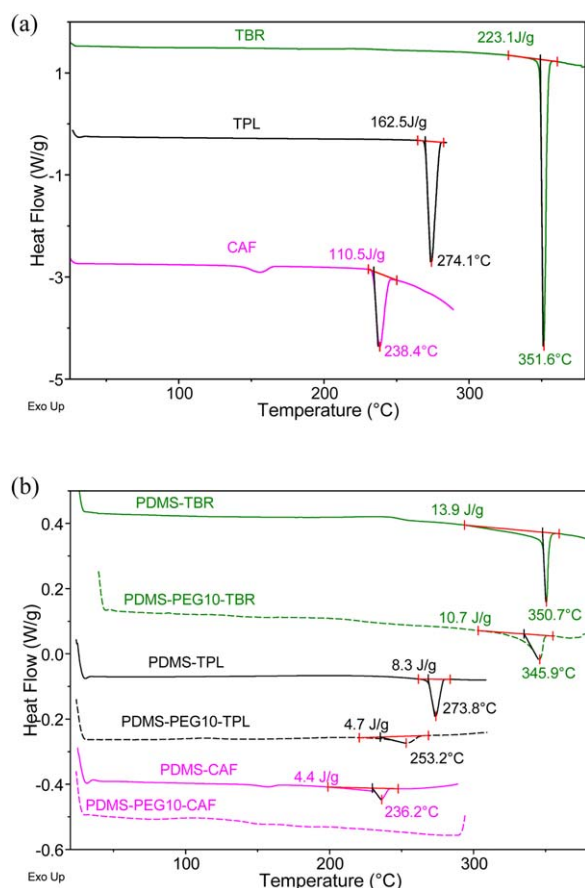 (a)
TBR
223.1J/g
1
TPL
162.5J/g
-1
CAF
110.5J/g
274.1°C
-3
238.4°C
351.6°C
-5
100
200
300
Exo Up
Temperature (°C)
Heat Flow (W/g)
(b)
PDMS-TBR
13.9 J/g
0.4
0.2
PDMS-PEG10-TBR
10.7 J/g
350.7°C
0.0
PDMS-TPL
8.3 J/g
345.9°C
273.8°C
-0.2
PDMS-PEG10-TPL
4.7 J/g
253.2°C
PDMS-CAF
4.4 J/g
-0.4
PDMS-PEG10-CAF
236.2°C
-0.6
100
200
300
Exo Up
Temperature (°C)
Heat Flow (W/g)